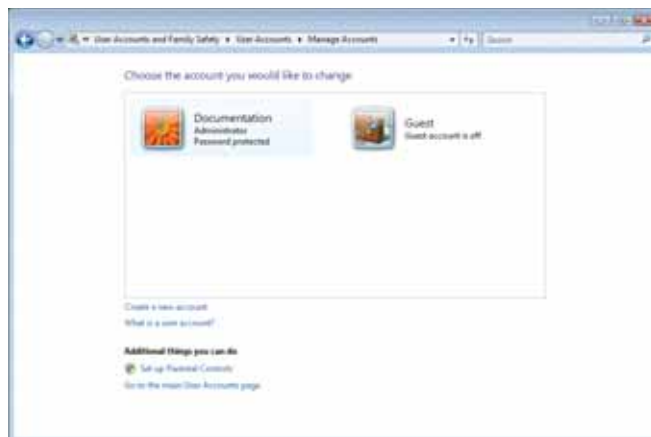 User Accounts and Family Safety ▸ User Accounts ▸ Manage Accounts
Search
Choose the account you would like to change
Documentation
Administrator
Password protected
Guest
Guest account is off
Create a new account
What is a user account?
Additional things you can do
Set up Parental Controls
Go to the main User Accounts page